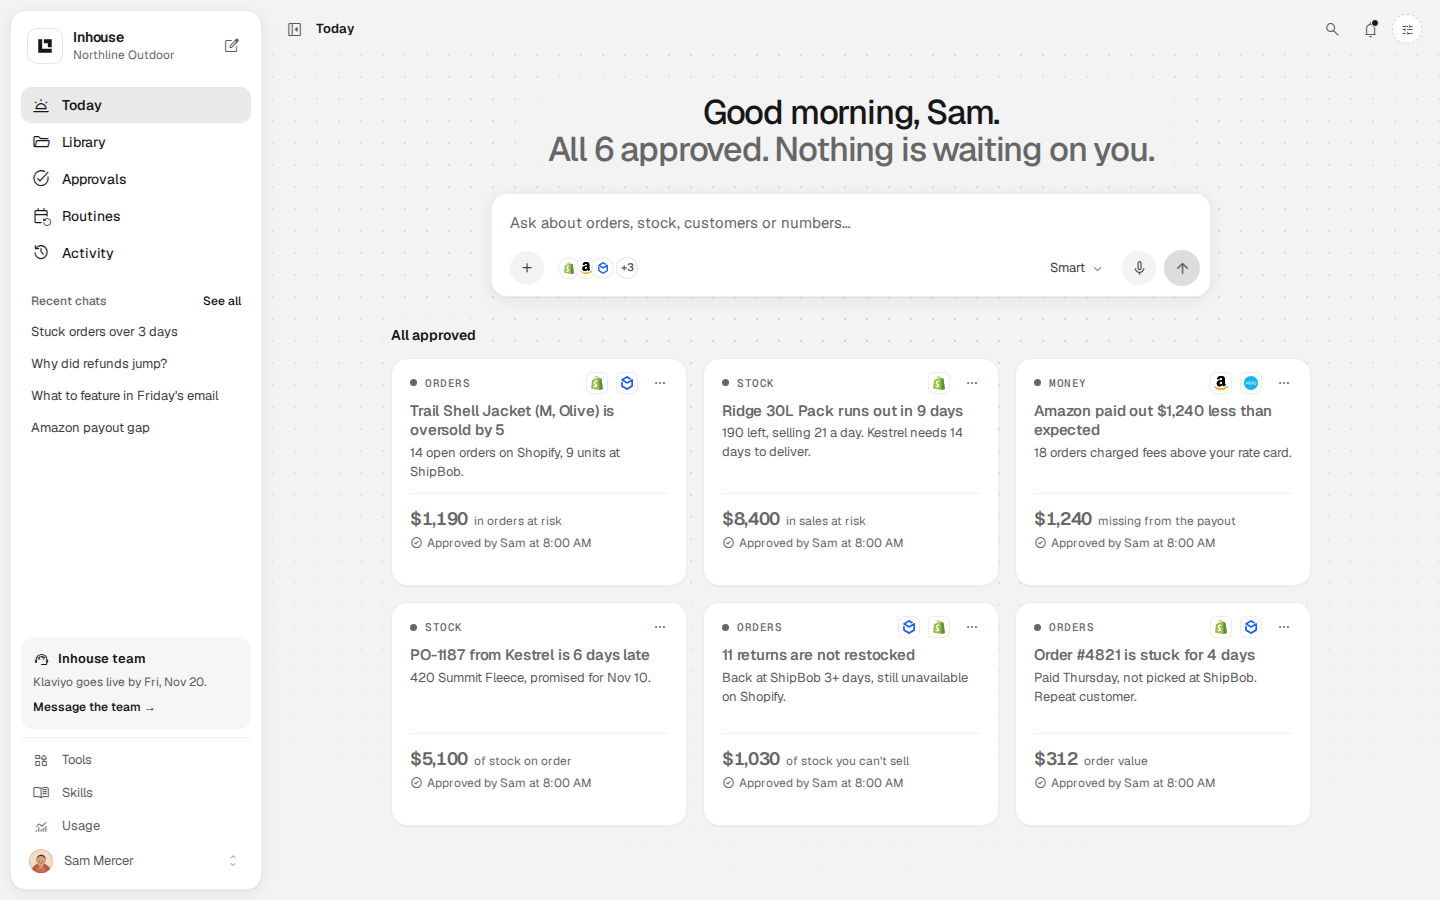 Inhouse
Northline Outdoor
Today
Library
Approvals
Routines
Activity
Recent chats
See all
Stuck orders over 3 days
Why did refunds jump?
What to feature in Friday's email
Amazon payout gap
Inhouse team
Klaviyo goes live by Fri, Nov 20.
Message the team →
Tools
Skills
Usage
Sam Mercer
Today
Good morning, Sam.
All 6 approved. Nothing is waiting on you.
Ask about orders, stock, customers or numbers...
+3
Smart
All approved
ORDERS
Trail Shell Jacket (M, Olive) is
oversold by 5
14 open orders on Shopify, 9 units at
ShipBob.
$1,190 in orders at risk
Approved by Sam at 8:00 AM
STOCK
Ridge 30L Pack runs out in 9 days
190 left, selling 21 a day. Kestrel needs 14
days to deliver.
$8,400 in sales at risk
Approved by Sam at 8:00 AM
MONEY
Amazon paid out $1,240 less than
expected
18 orders charged fees above your rate card.
$1,240 missing from the payout
Approved by Sam at 8:00 AM
STOCK
PO-1187 from Kestrel is 6 days late
420 Summit Fleece, promised for Nov 10.
$5,100 of stock on order
Approved by Sam at 8:00 AM
ORDERS
11 returns are not restocked
Back at ShipBob 3+ days, still unavailable
on Shopify.
$1,030 of stock you can't sell
Approved by Sam at 8:00 AM
ORDERS
Order #4821 is stuck for 4 days
Paid Thursday, not picked at ShipBob.
Repeat customer.
$312 order value
Approved by Sam at 8:00 AM